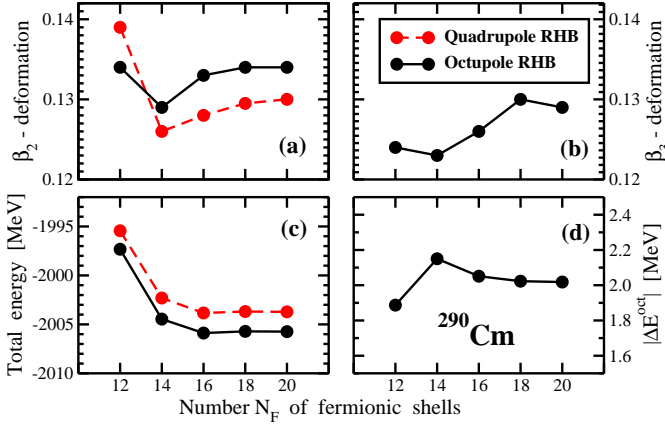 0.14
0.13
0.12
β2 - deformation
(a)
Quadrupole RHB
Octupole RHB
(b)
0.14
0.13
0.12
β3 - deformation
-1995
-2000
-2005
-2010
Total energy [MeV]
(c)
12 14 16 18 20
(d)
290Cm
2.4
2.2
2.0
1.8
1.6
|ΔE^oct| [MeV]
12 14 16 18 20
Number N_F of fermionic shells